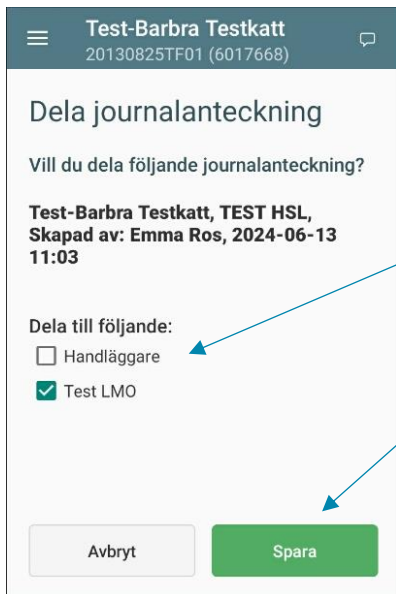 Test-Barbra Testkatt
20130825TF01 (6017668)
Dela journalanteckning
Vill du dela följande journalanteckning?
Test-Barbra Testkatt, TEST HSL,
Skapad av: Emma Ros, 2024-06-13
11:03
Dela till följande:
Handläggare
Test LMO
Avbryt
Spara